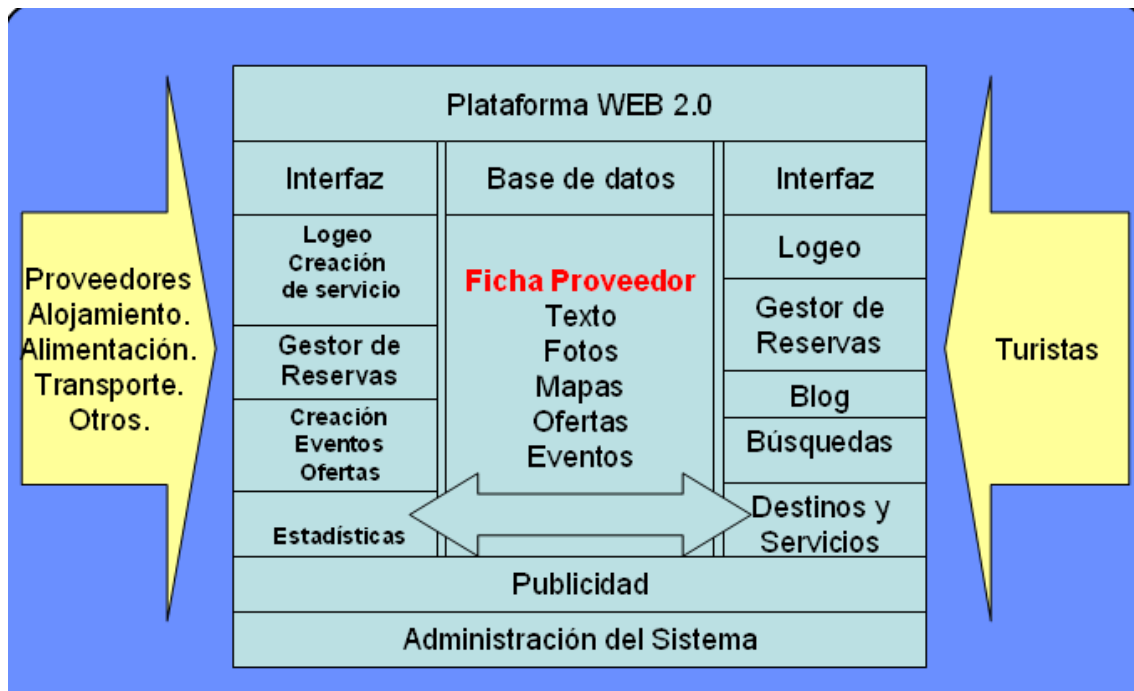 Plataforma WEB 2.0
Proveedores
Alojamiento.
Alimentación.
Transporte.
Otros.
Interfaz
Logeo
Creación
de servicio
Gestor de
Reservas
Creación
Eventos
Ofertas
Estadísticas
Base de datos
Ficha Proveedor
Texto
Fotos
Mapas
Ofertas
Eventos
Interfaz
Logeo
Gestor de
Reservas
Blog
Búsquedas
Destinos y
Servicios
Turistas
Publicidad
Administración del Sistema